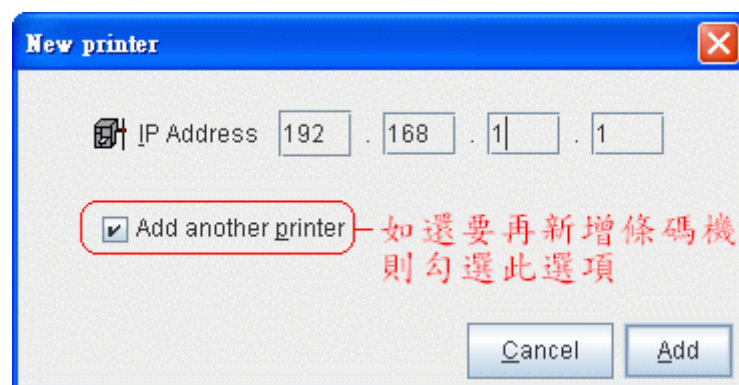 New printer
IP Address 192 . 168 . 1 . 1
Add another printer 如還要再新增條碼機
則勾選此選項
Cancel Add